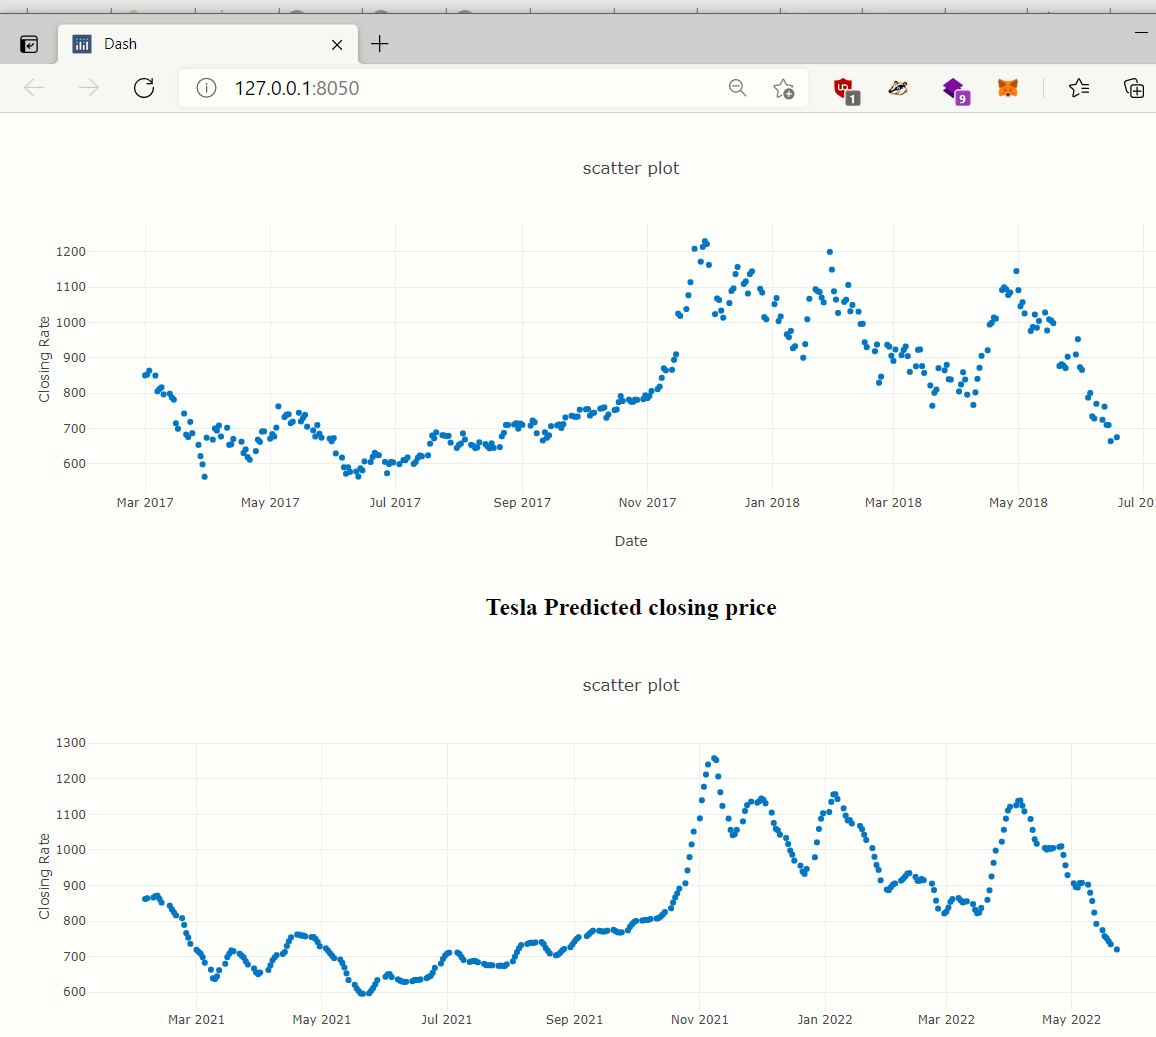 Dash
127.0.0.1:8050
1
9
scatter plot
1200
1100
1000
900
800
700
600
Closing Rate
Mar 2017 May 2017 Jul 2017 Sep 2017 Nov 2017 Jan 2018 Mar 2018 May 2018 Jul 20
Date
Tesla Predicted closing price
scatter plot
1300
1200
1100
1000
900
800
700
600
Closing Rate
Mar 2021 May 2021 Jul 2021 Sep 2021 Nov 2021 Jan 2022 Mar 2022 May 2022